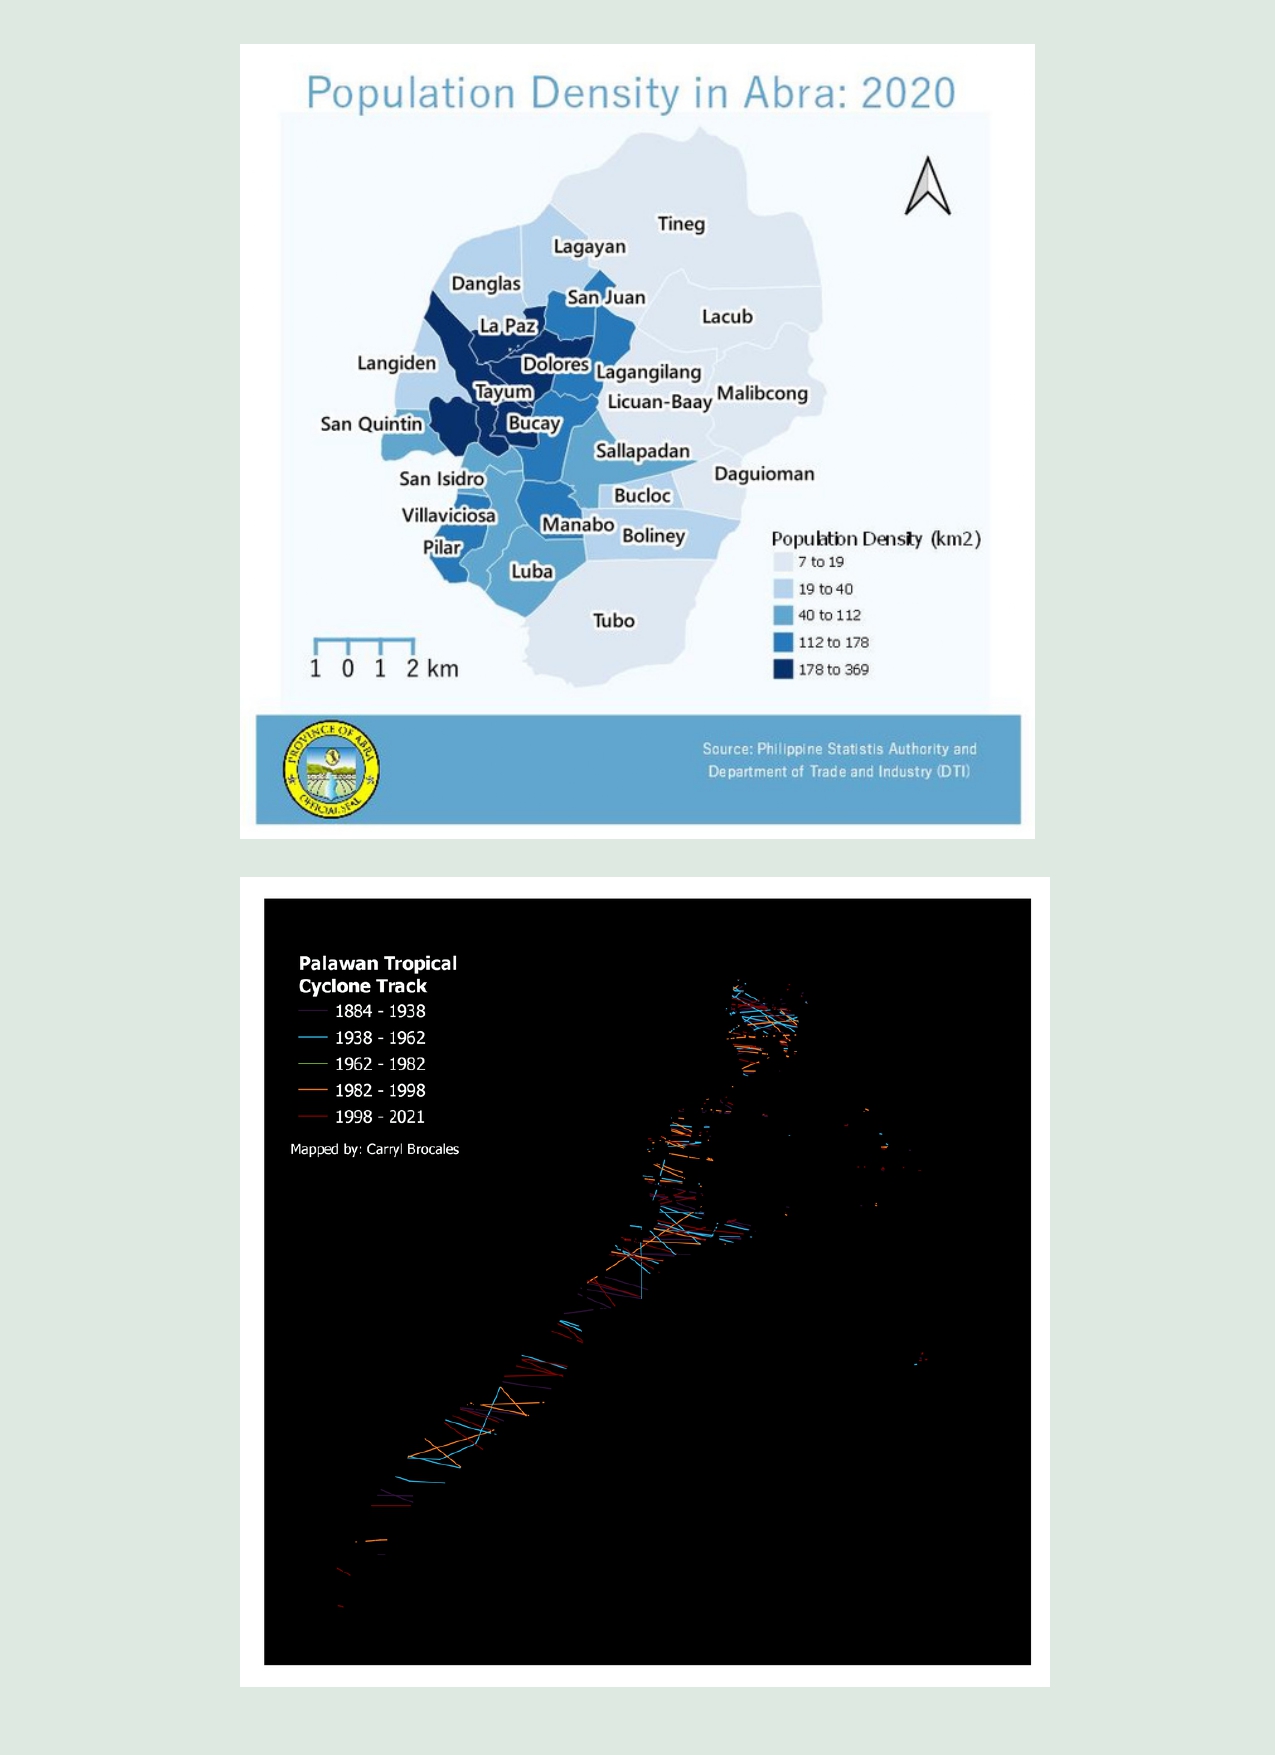 Population Density in Abra: 2020
Tineg
Lagayan
Danglas
San Juan
Lacub
La Paz
Langiden
Dolores
Lagangilang
Tayum
Malibcong
Licuan-Baay
San Quintin
Bucay
Sallapadan
San Isidro
Daguioman
Bucloc
Villaviciosa
Manabo
Boliney
Pilar
Luba
Tubo
Population Density (km2)
7 to 19
19 to 40
40 to 112
112 to 178
178 to 369
1 0 1 2 km
PROVINCE OF ABRA
OFFICIAL SEAL
Source: Philippine Statistis Authority and
Department of Trade and Industry (DTI)
Palawan Tropical
Cyclone Track
1884 - 1938
1938 - 1962
1962 - 1982
1982 - 1998
1998 - 2021
Mapped by: Carryl Brocales